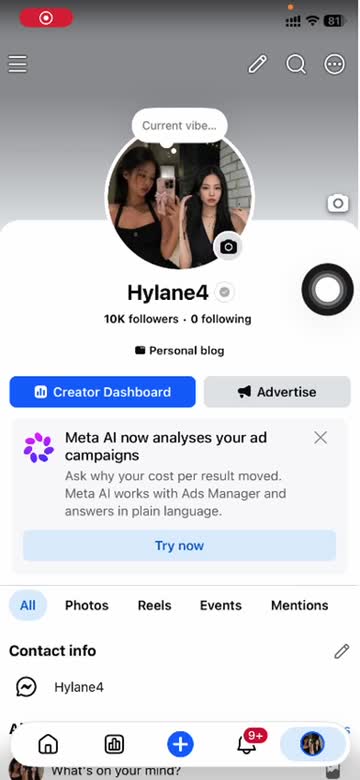 81
Current vibe...
Hylane4
10K followers · 0 following
Personal blog
Creator Dashboard
Advertise
Meta AI now analyses your ad
campaigns
Ask why your cost per result moved.
Meta AI works with Ads Manager and
answers in plain language.
Try now
All
Photos
Reels
Events
Mentions
Contact info
Hylane4
9+
What's on your mind?